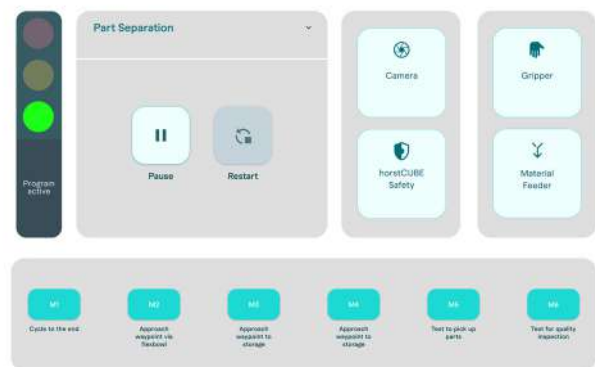 Part Separation
Pause
Restart
Program
active
Camera
horstCUBE
Safety
Gripper
Material
Feeder
M1
Cycle to the end
M2
Approach
waypoint via
flexbowl
M3
Approach
waypoint to
storage
M4
Approach
waypoint to
storage
M5
Test to pick up
parts
M6
Test for quality
inspection